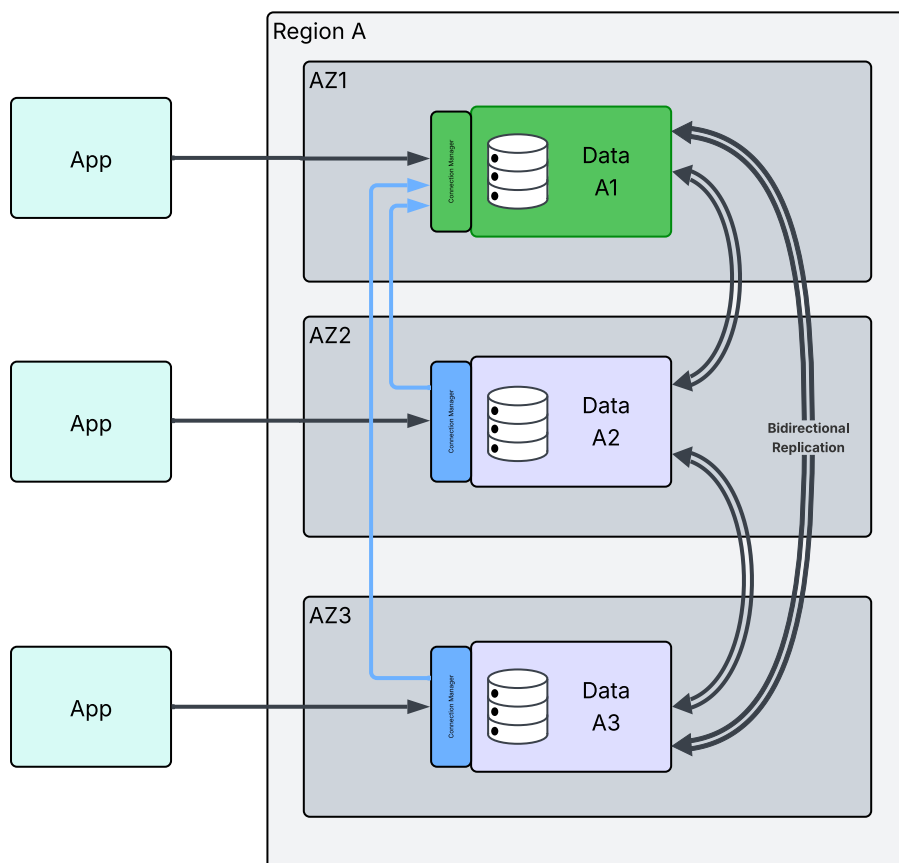 Region A
AZ1
App
Connection Manager
Data
A1
AZ2
App
Connection Manager
Data
A2
Bidirectional
Replication
AZ3
App
Connection Manager
Data
A3